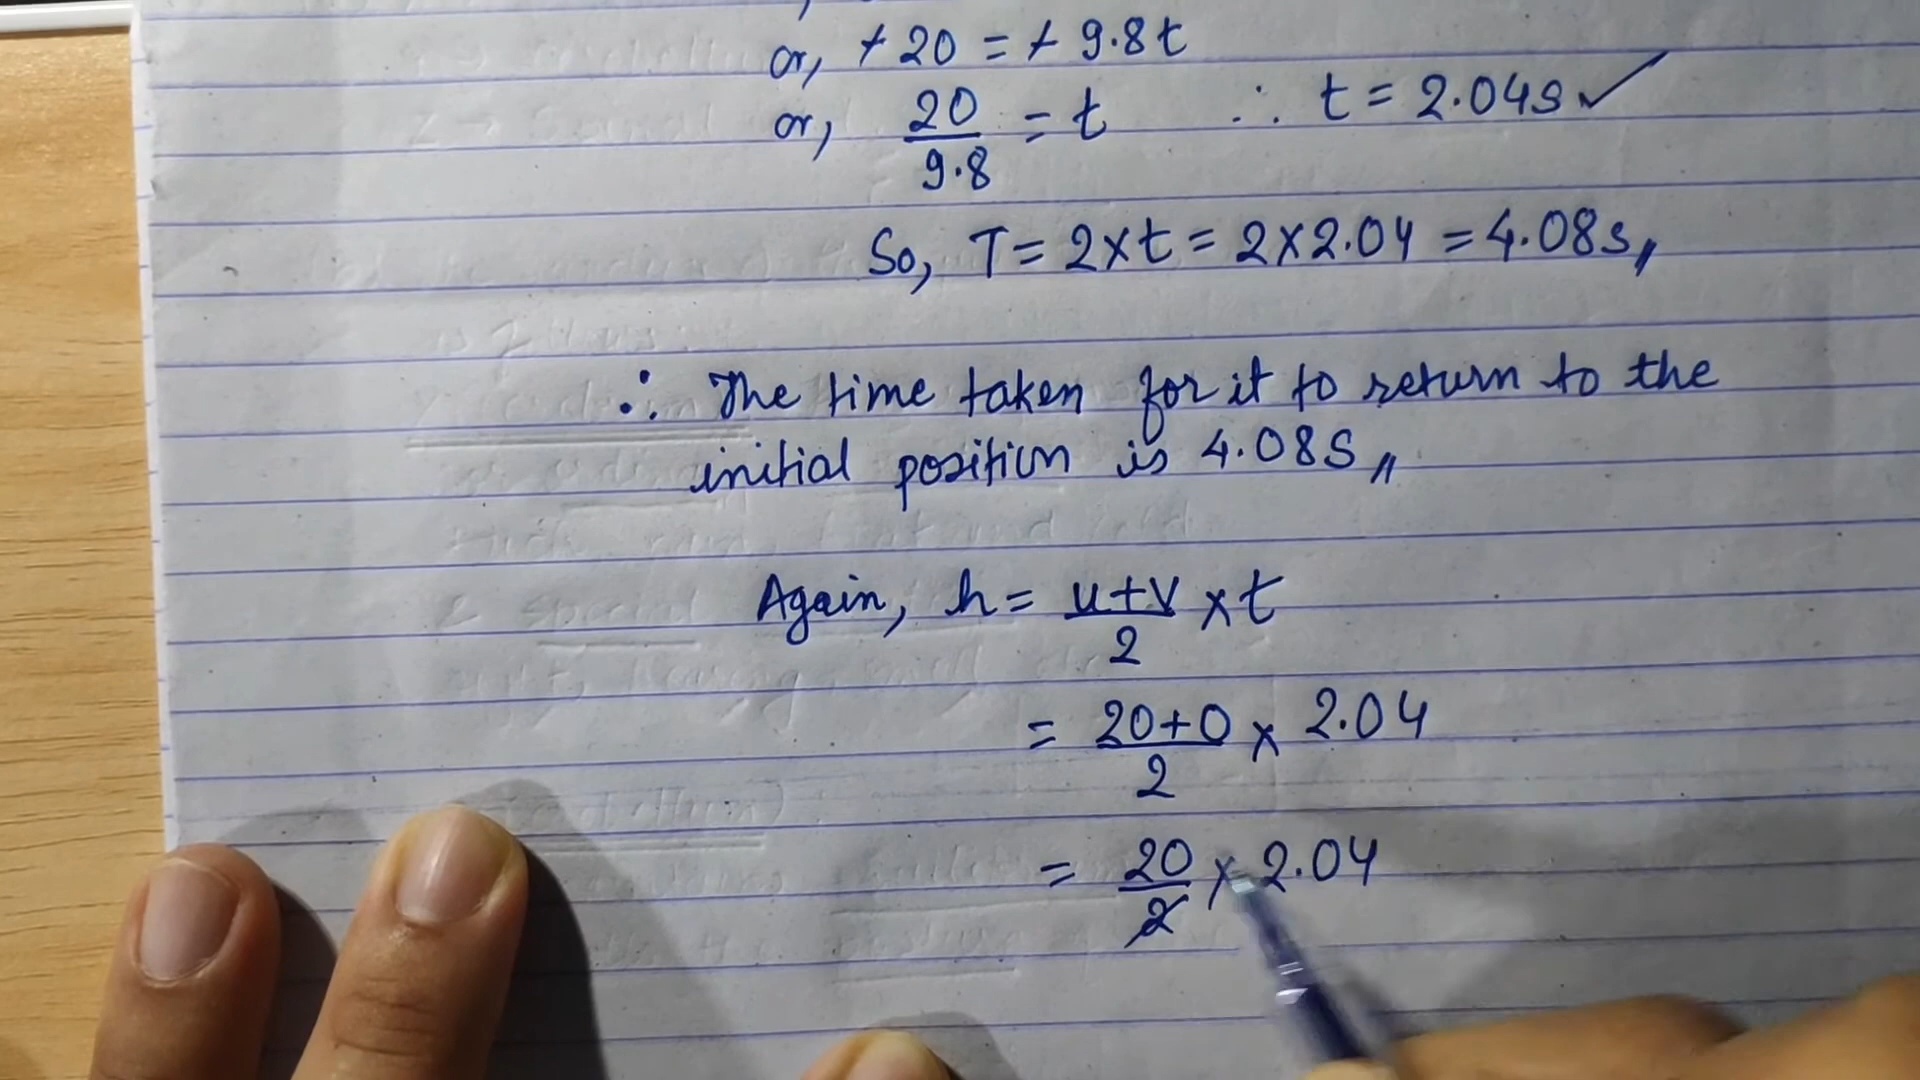 or, +20 = +9.8t
or, 20/9.8 = t ∴ t = 2.04s ✓
So, T = 2×t = 2×2.04 = 4.08s,,
∴ The time taken for it to return to the
initial position is 4.08S,,
Again, h = u+v/2 × t
= 20+0/2 × 2.04
= 20/2 × 2.04